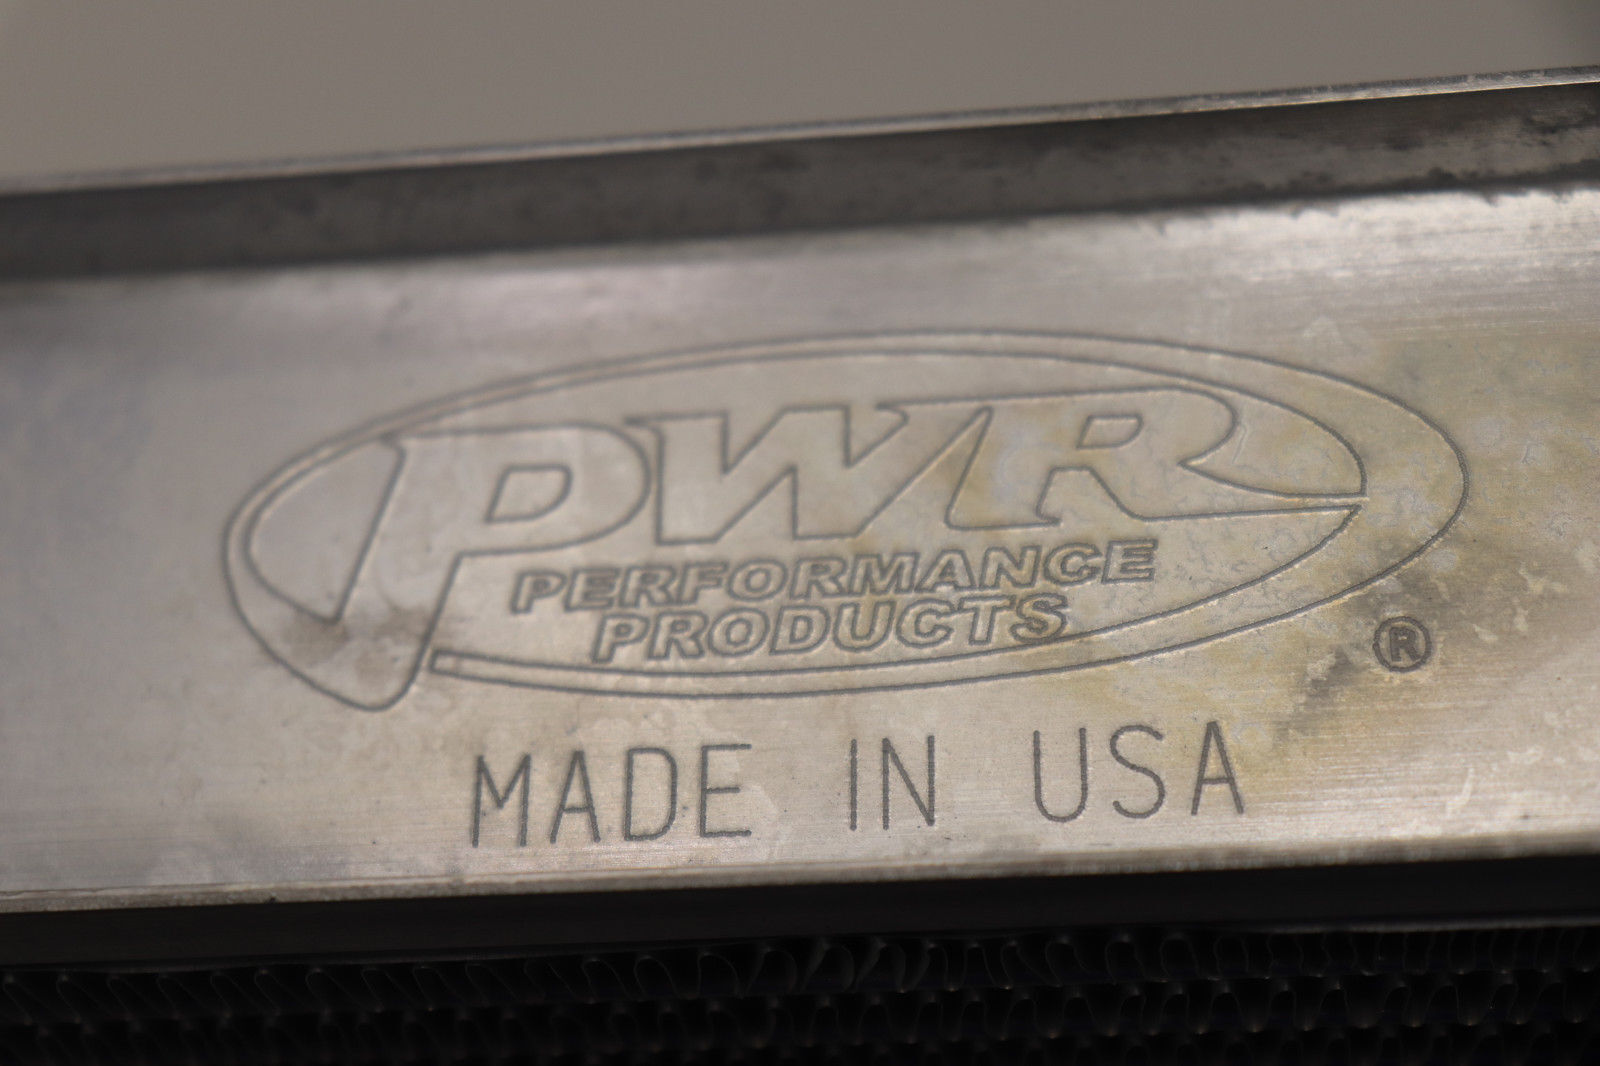 PWR
PERFORMANCE
PRODUCTS
®
MADE IN USA